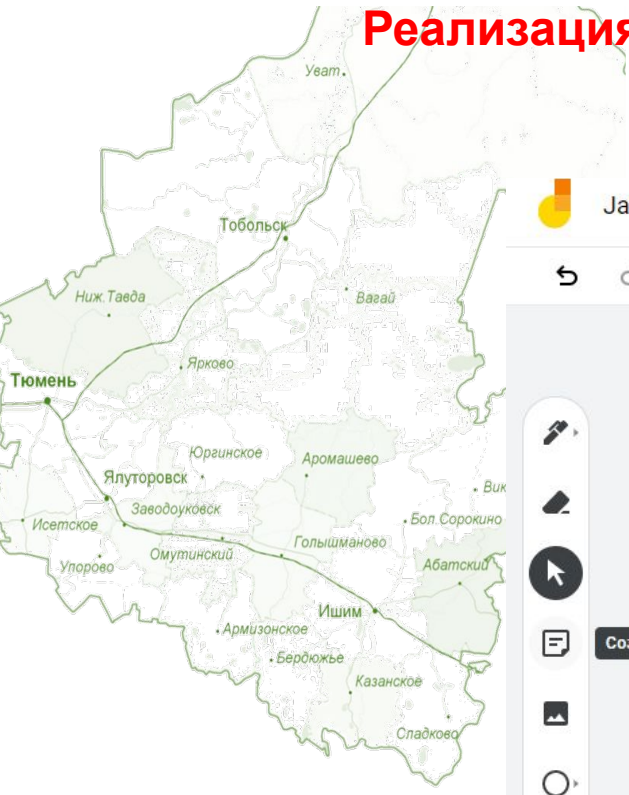 Реализация
Уват
Ja
Тобольск
Ниж.Тавда
Вагай
Ярково
Тюмень
Юргинское
Аромашево
Ялуторовск
Вик
Заводоуковск
Исетское
Бол.Сорокино
Омутинский
Голышманово
Упорово
Абатский
Ишим
Армизонское
Соз
Бердюжье
Казанское
Сладково